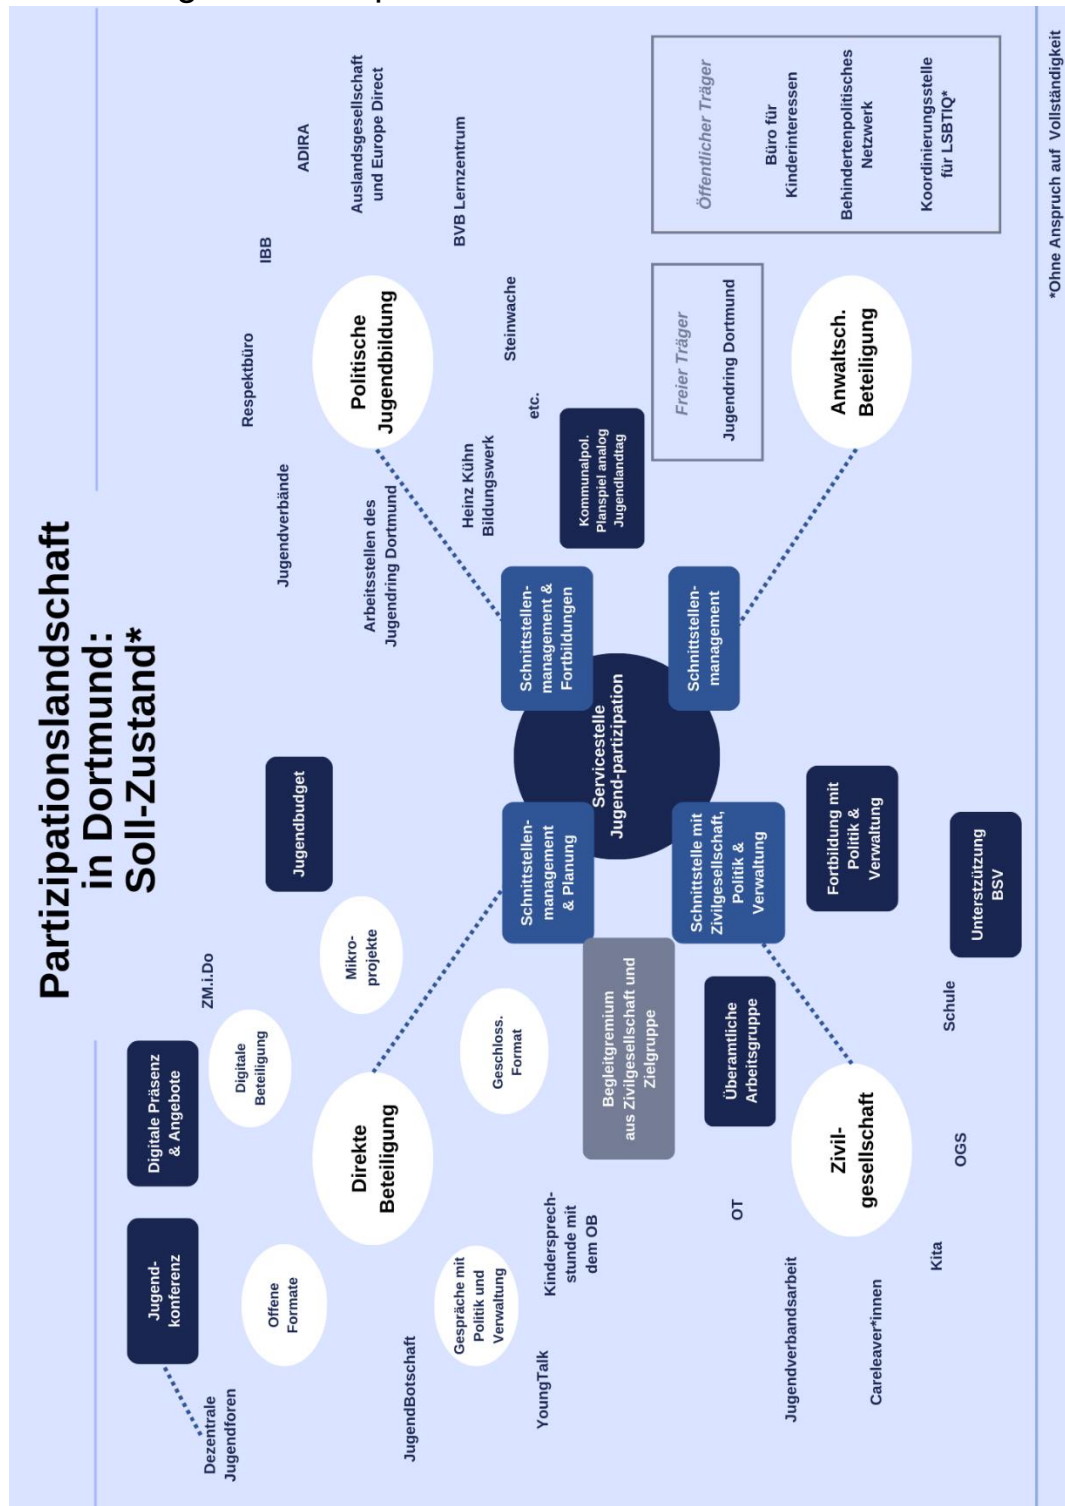 Partizipationslandschaft
in Dortmund:
Soll-Zustand*
Dezentrale
Jugendforen
Jugend-
konferenz
Digitale Präsenz
& Angebote
ZM.i.Do
Digitale
Beteiligung
Offene
Formate
Mikro-
projekte
Jugendbudget
Direkte
Beteiligung
JugendBotschaft
Gespräche mit
Politik und
Verwaltung
Geschloss.
Format
YoungTalk
Kindersprech-
stunde mit
dem OB
Schnittstellen-
management
& Planung
Respektbüro
IBB
ADIRA
Jugendverbände
Politische
Jugendbildung
Auslandsgesellschaft
und Europe Direct
Arbeitsstellen des
Jugendring Dortmund
BVB Lernzentrum
Heinz Kühn
Bildungswerk
Steinwache
etc.
Schnittstellen-
management &
Fortbildungen
Kommunalpol.
Planspiel analog
Jugendlandtag
Servicestelle
Jugend-partizipation
Begleitgremium
aus Zivilgesellschaft und
Zielgruppe
Schnittstelle mit
Zivilgesellschaft,
Politik &
Verwaltung
Schnittstellen-
management
Freier Träger
Jugendring Dortmund
Öffentlicher Träger
Büro für
Kinderinteressen
Behindertenpolitisches
Netzwerk
Koordinierungsstelle
für LSBTIQ*
Anwaltsch.
Beteiligung
Überamtliche
Arbeitsgruppe
Fortbildung mit
Politik &
Verwaltung
OT
Jugendverbandsarbeit
Zivil-
gesellschaft
Careleaver*innen
Kita
OGS
Schule
Unterstzützung
BSV
*Ohne Anspruch auf Vollständigkeit